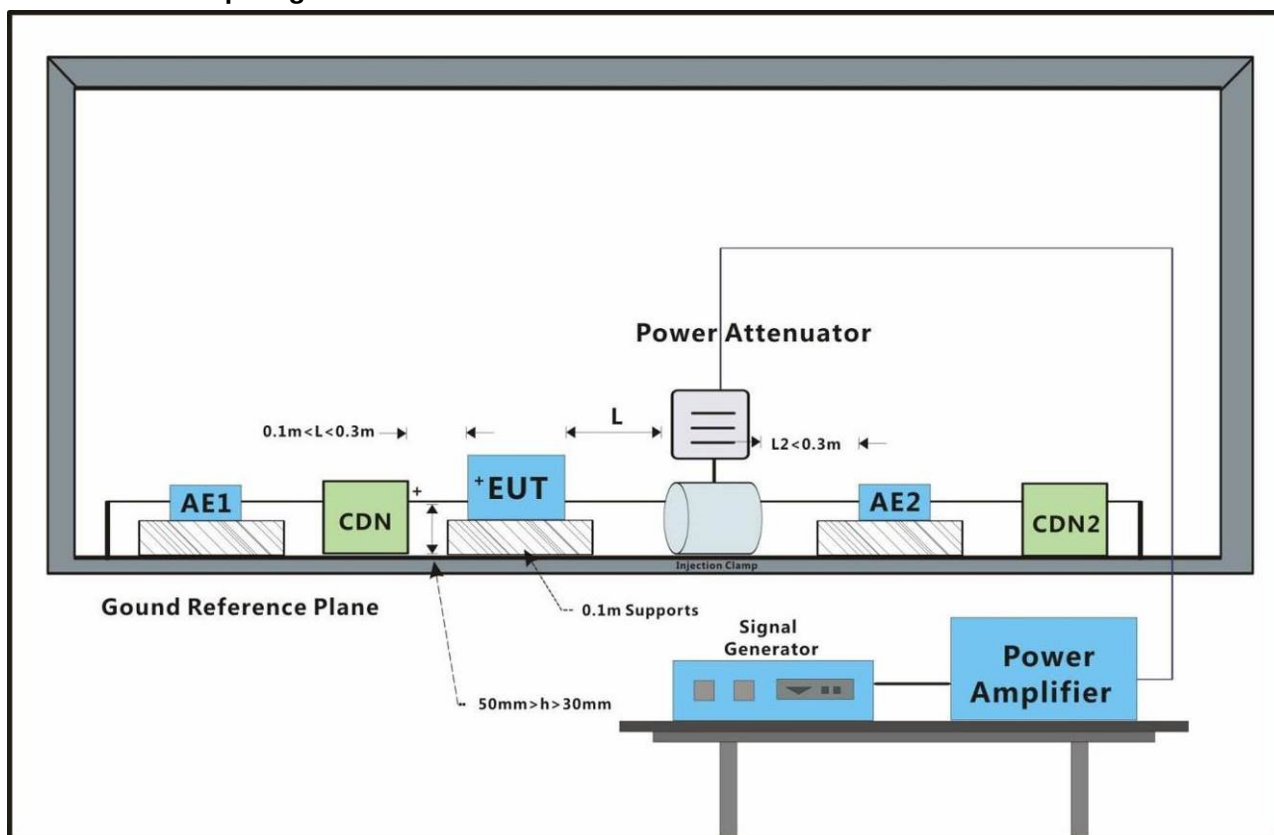 Power Attenuator
0.1m<L<0.3m
L
L2<0.3m
AE1
CDN
+
+EUT
AE2
CDN2
Injection Clamp
Gound Reference Plane
0.1m Supports
50mm>h>30mm
Signal
Generator
Power
Amplifier